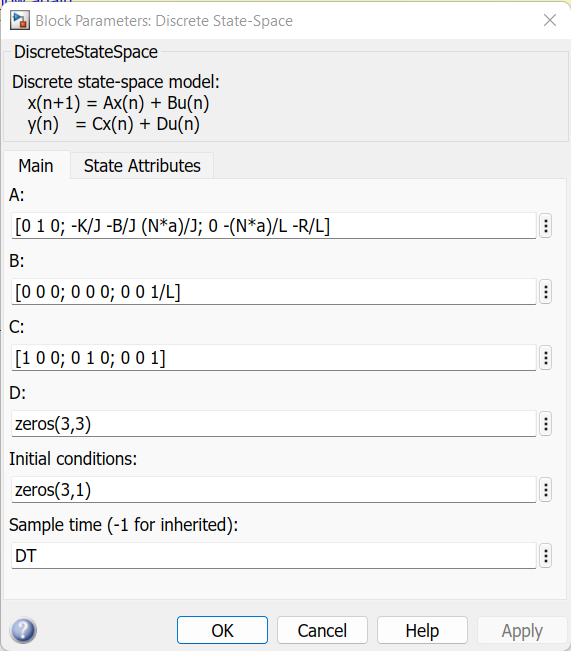 Block Parameters: Discrete State-Space
DiscreteStateSpace
Discrete state-space model:
x(n+1) = Ax(n) + Bu(n)
y(n) = Cx(n) + Du(n)
Main State Attributes
A:
[0 1 0; -K/J -B/J (N*a)/J; 0 -(N*a)/L -R/L]
B:
[0 0 0; 0 0 0; 0 0 1/L]
C:
[1 0 0; 0 1 0; 0 0 1]
D:
zeros(3,3)
Initial conditions:
zeros(3,1)
Sample time (-1 for inherited):
DT
? OK Cancel Help Apply